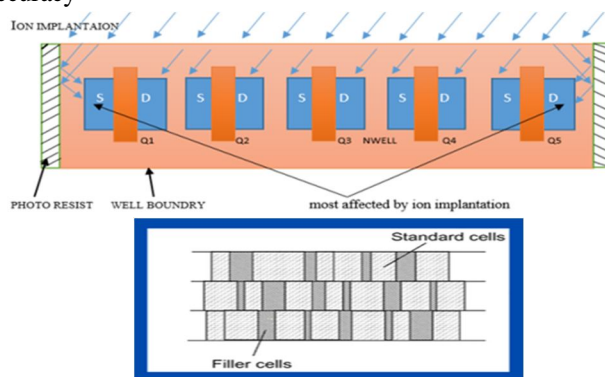 ION IMPLANTAION
S D S D S D S D S D
Q1 Q2 Q3 NWELL Q4 Q5
PHOTO RESIST WELL BOUNDRY most affected by ion implantation
Standard cells
Filler cells